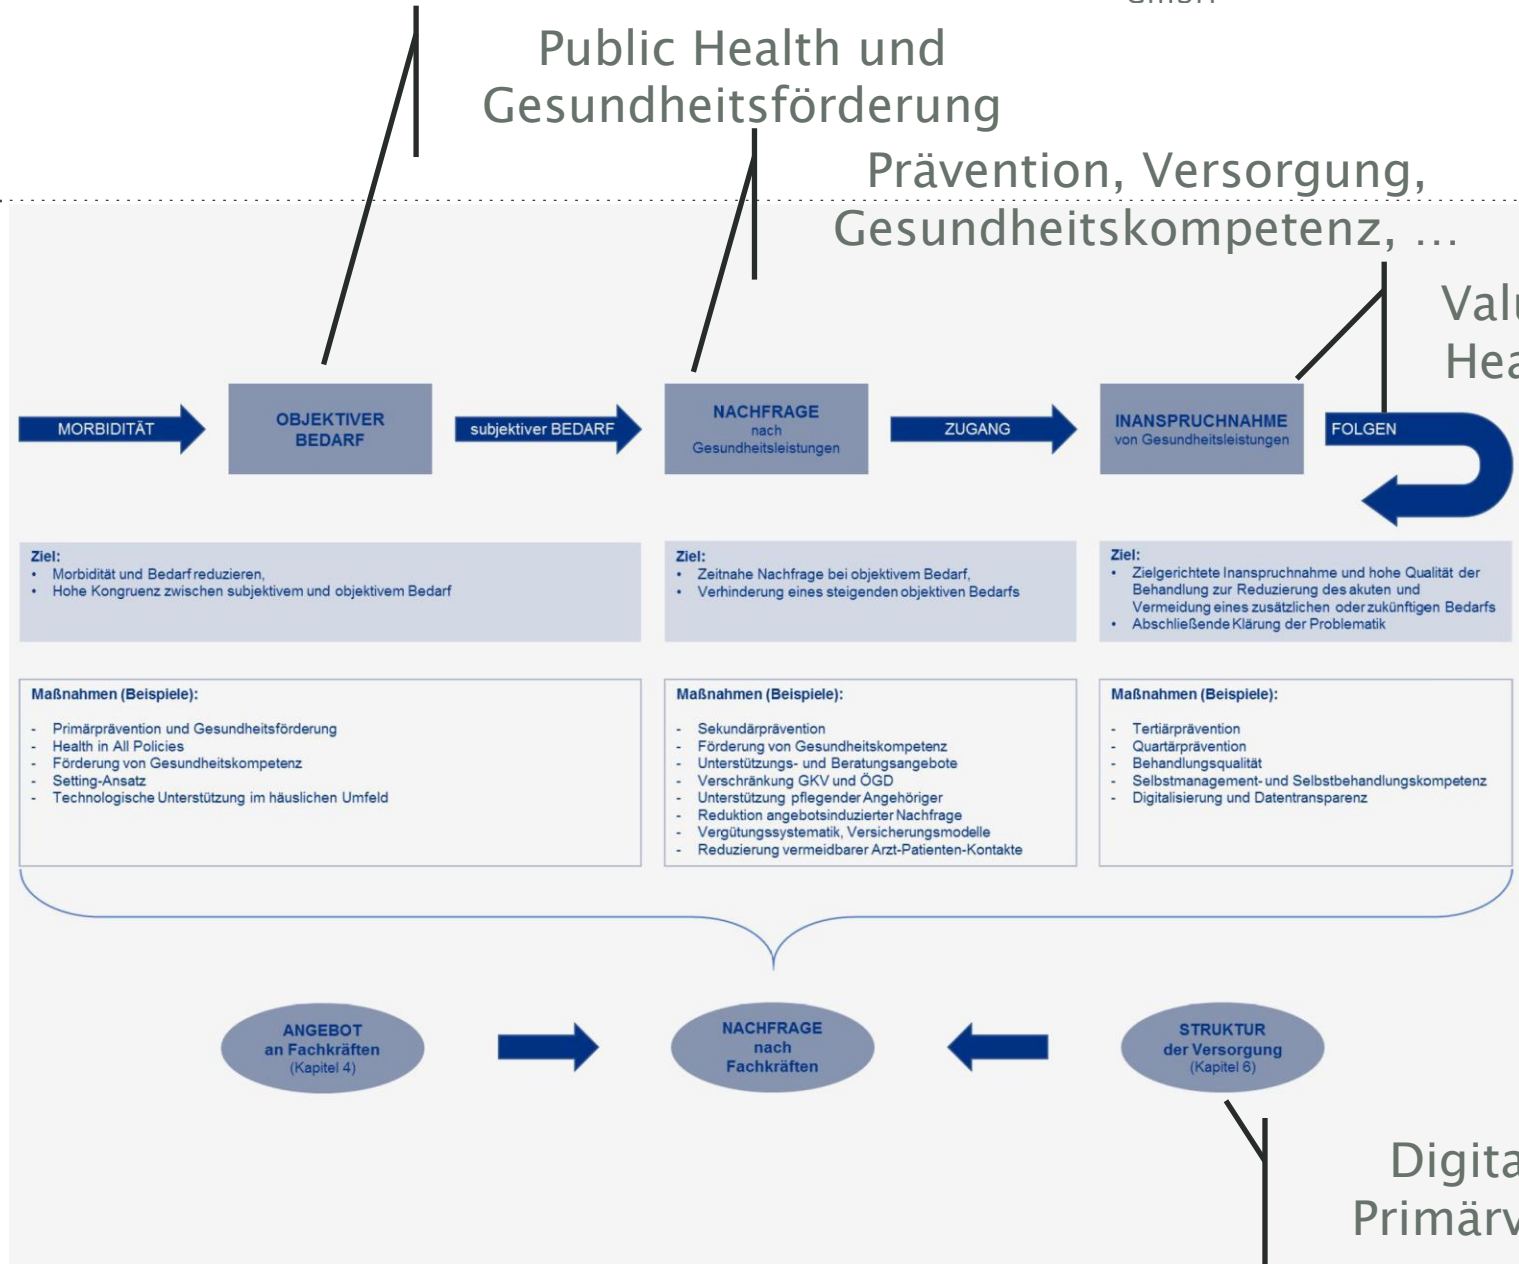 Public Health und
Gesundheitsförderung
Prävention, Versorgung,
Gesundheitskompetenz, …
MORBIDITÄT
OBJEKTIVER
BEDARF
subjektiver BEDARF
NACHFRAGE
nach
Gesundheitsleistungen
ZUGANG
INANSPRUCHNAHME
von Gesundheitsleistungen
FOLGEN
Ziel:
• Morbidität und Bedarf reduzieren,
• Hohe Kongruenz zwischen subjektivem und objektivem Bedarf
Ziel:
• Zeitnahe Nachfrage bei objektivem Bedarf,
• Verhinderung eines steigenden objektiven Bedarfs
Ziel:
• Zielgerichtete Inanspruchnahme und hohe Qualität der
Behandlung zur Reduzierung des akuten und
Vermeidung eines zusätzlichen oder zukünftigen Bedarfs
• Abschließende Klärung der Problematik
Maßnahmen (Beispiele):
- Primärprävention und Gesundheitsförderung
- Health in All Policies
- Förderung von Gesundheitskompetenz
- Setting-Ansatz
- Technologische Unterstützung im häuslichen Umfeld
Maßnahmen (Beispiele):
- Sekundärprävention
- Förderung von Gesundheitskompetenz
- Unterstützungs- und Beratungsangebote
- Verschränkung GKV und ÖGD
- Unterstützung pflegender Angehöriger
- Reduktion angebotsinduzierter Nachfrage
- Vergütungssystematik, Versicherungsmodelle
- Reduzierung vermeidbarer Arzt-Patienten-Kontakte
Maßnahmen (Beispiele):
- Tertiärprävention
- Quartärprävention
- Behandlungsqualität
- Selbstmanagement- und Selbstbehandlungskompetenz
- Digitalisierung und Datentransparenz
ANGEBOT
an Fachkräften
(Kapitel 4)
NACHFRAGE
nach
Fachkräften
STRUKTUR
der Versorgung
(Kapitel 6)